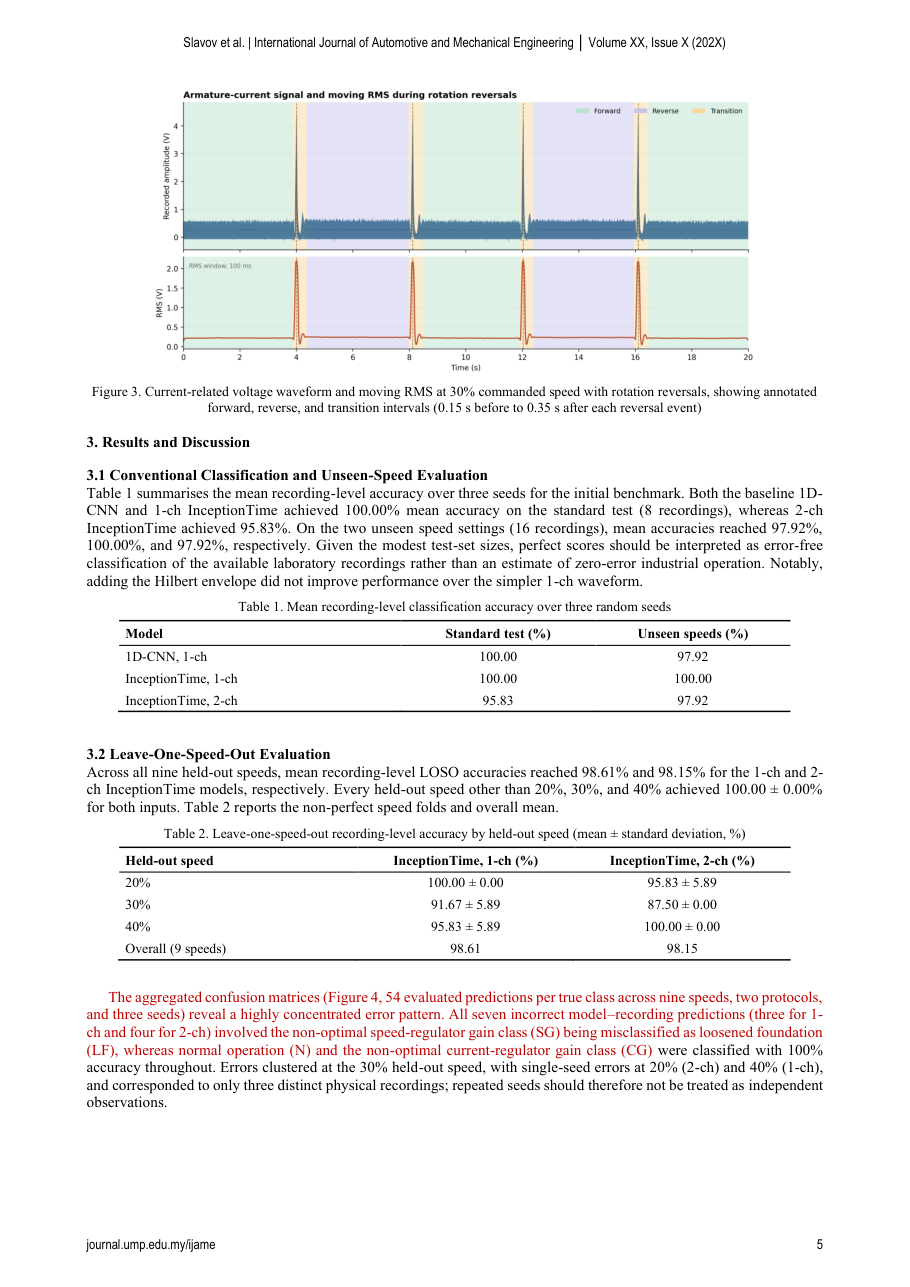 Slavov et al. | International Journal of Automotive and Mechanical Engineering │ Volume XX, Issue X (202X)
Armature-current signal and moving RMS during rotation reversals
Forward Reverse Transition
Recorded amplitude (V)
4
3
2
1
0
RMS window: 100 ms
RMS (V)
2.0
1.5
1.0
0.5
0.0
0 2 4 6 8 10 12 14 16 18 20
Time (s)
Figure 3. Current-related voltage waveform and moving RMS at 30% commanded speed with rotation reversals, showing annotated
forward, reverse, and transition intervals (0.15 s before to 0.35 s after each reversal event)
3. Results and Discussion
3.1 Conventional Classification and Unseen-Speed Evaluation
Table 1 summarises the mean recording-level accuracy over three seeds for the initial benchmark. Both the baseline 1D-
CNN and 1-ch InceptionTime achieved 100.00% mean accuracy on the standard test (8 recordings), whereas 2-ch
InceptionTime achieved 95.83%. On the two unseen speed settings (16 recordings), mean accuracies reached 97.92%,
100.00%, and 97.92%, respectively. Given the modest test-set sizes, perfect scores should be interpreted as error-free
classification of the available laboratory recordings rather than an estimate of zero-error industrial operation. Notably,
adding the Hilbert envelope did not improve performance over the simpler 1-ch waveform.
Table 1. Mean recording-level classification accuracy over three random seeds
Model Standard test (%) Unseen speeds (%)
1D-CNN, 1-ch 100.00 97.92
InceptionTime, 1-ch 100.00 100.00
InceptionTime, 2-ch 95.83 97.92
3.2 Leave-One-Speed-Out Evaluation
Across all nine held-out speeds, mean recording-level LOSO accuracies reached 98.61% and 98.15% for the 1-ch and 2-
ch InceptionTime models, respectively. Every held-out speed other than 20%, 30%, and 40% achieved 100.00 ± 0.00%
for both inputs. Table 2 reports the non-perfect speed folds and overall mean.
Table 2. Leave-one-speed-out recording-level accuracy by held-out speed (mean ± standard deviation, %)
Held-out speed InceptionTime, 1-ch (%) InceptionTime, 2-ch (%)
20% 100.00 ± 0.00 95.83 ± 5.89
30% 91.67 ± 5.89 87.50 ± 0.00
40% 95.83 ± 5.89 100.00 ± 0.00
Overall (9 speeds) 98.61 98.15
The aggregated confusion matrices (Figure 4, 54 evaluated predictions per true class across nine speeds, two protocols,
and three seeds) reveal a highly concentrated error pattern. All seven incorrect model–recording predictions (three for 1-
ch and four for 2-ch) involved the non-optimal speed-regulator gain class (SG) being misclassified as loosened foundation
(LF), whereas normal operation (N) and the non-optimal current-regulator gain class (CG) were classified with 100%
accuracy throughout. Errors clustered at the 30% held-out speed, with single-seed errors at 20% (2-ch) and 40% (1-ch),
and corresponded to only three distinct physical recordings; repeated seeds should therefore not be treated as independent
observations.
journal.ump.edu.my/ijame 5